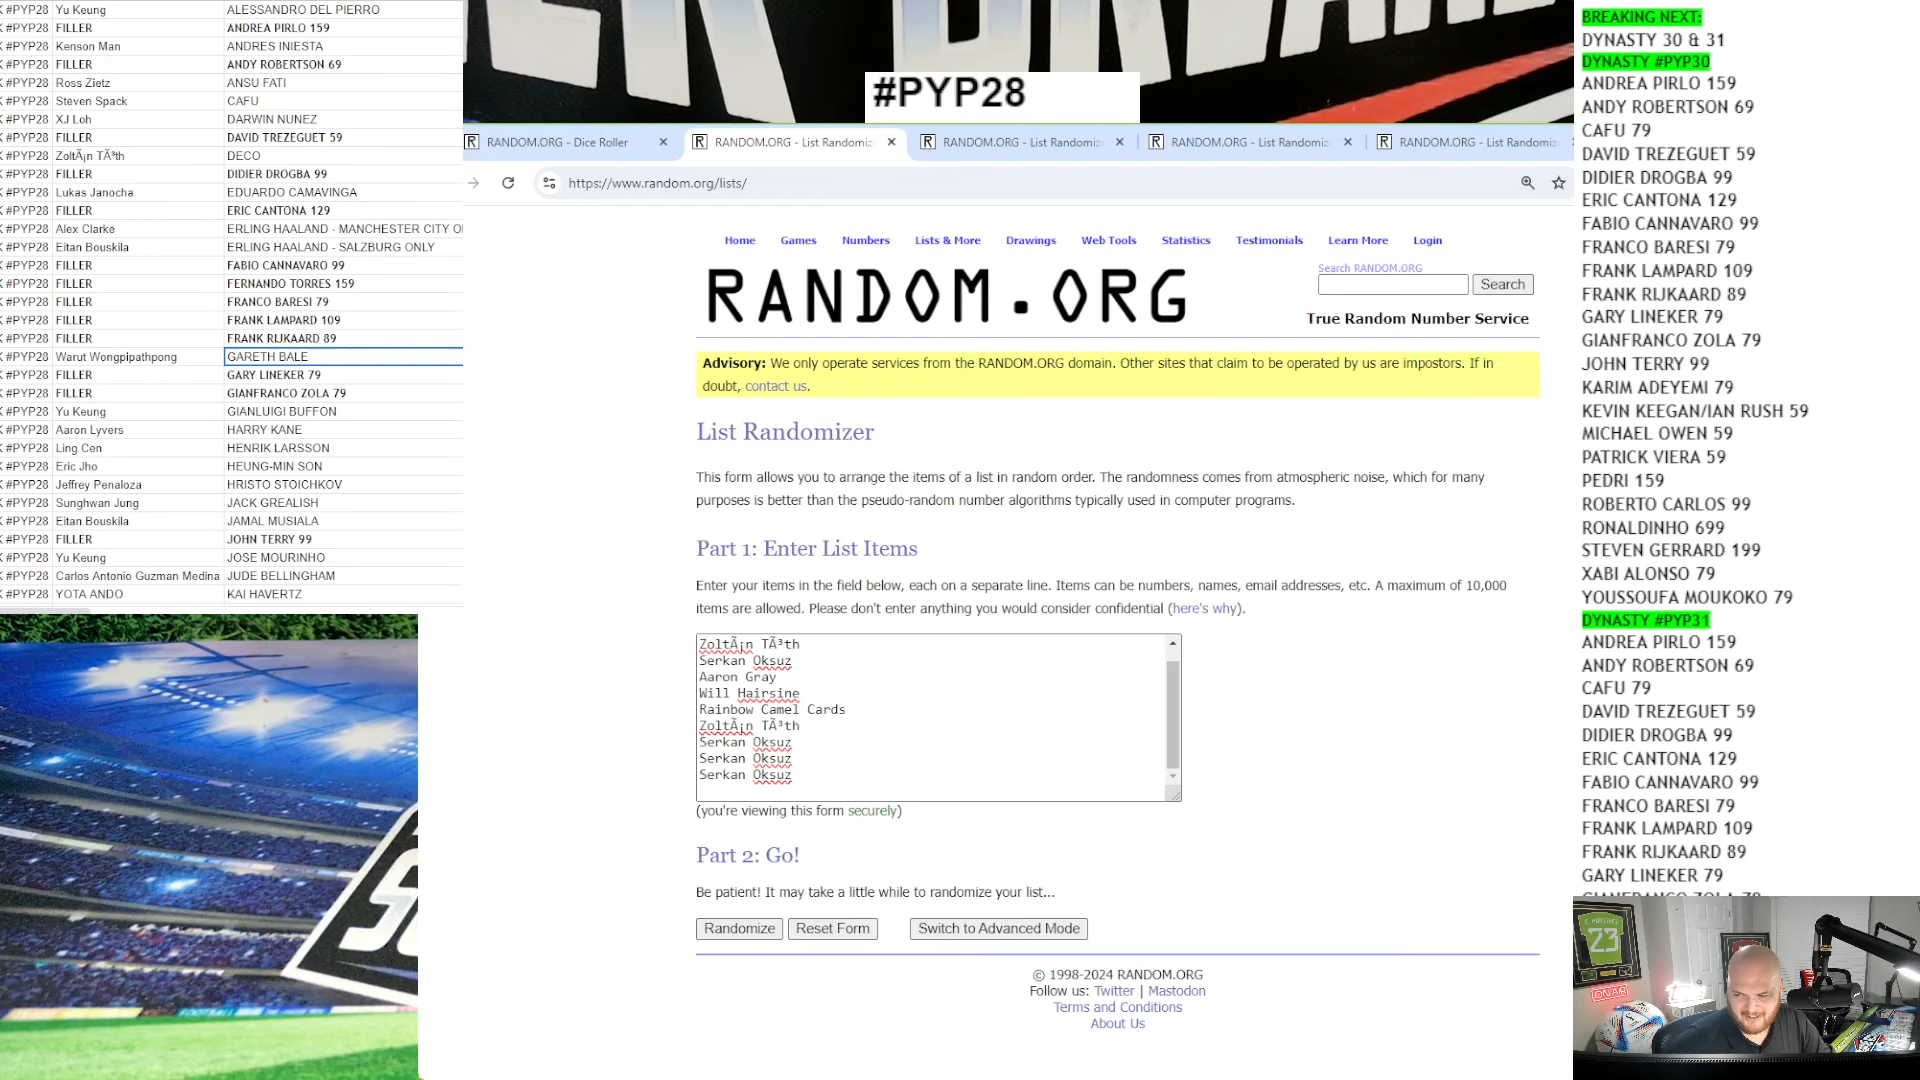 #PYP28 Yu Keung ALESSANDRO DEL PIERRO
#PYP28 FILLER ANDREA PIRLO 159
#PYP28 Kenson Man ANDRES INIESTA
#PYP28 FILLER ANDY ROBERTSON 69
#PYP28 Ross Zietz ANSU FATI
#PYP28 Steven Spack CAFU
#PYP28 XJ Loh DARWIN NUNEZ
#PYP28 FILLER DAVID TREZEGUET 59
#PYP28 ZoltÃ¡n TÃ³th DECO
#PYP28 FILLER DIDIER DROGBA 99
#PYP28 Lukas Janocha EDUARDO CAMAVINGA
#PYP28 FILLER ERIC CANTONA 129
#PYP28 Alex Clarke ERLING HAALAND - MANCHESTER CITY
#PYP28 Eitan Bouskila ERLING HAALAND - SALZBURG ONLY
#PYP28 FILLER FABIO CANNAVARO 99
#PYP28 FILLER FERNANDO TORRES 159
#PYP28 FILLER FRANCO BARESI 79
#PYP28 FILLER FRANK LAMPARD 109
#PYP28 FILLER FRANK RIJKAARD 89
#PYP28 Warut Wongpipathpong GARETH BALE
#PYP28 FILLER GARY LINEKER 79
#PYP28 FILLER GIANFRANCO ZOLA 79
#PYP28 Yu Keung GIANLUIGI BUFFON
#PYP28 Aaron Lyvers HARRY KANE
#PYP28 Ling Cen HENRIK LARSSON
#PYP28 Eric Jho HEUNG-MIN SON
#PYP28 Jeffrey Penaloza HRISTO STOICHKOV
#PYP28 Sunghwan Jung JACK GREALISH
#PYP28 Eitan Bouskila JAMAL MUSIALA
#PYP28 FILLER JOHN TERRY 99
#PYP28 Yu Keung JOSE MOURINHO
#PYP28 Carlos Antonio Guzman Medina JUDE BELLINGHAM
#PYP28 YOTA ANDO KAI HAVERTZ
#PYP28
RANDOM.ORG - Dice Roller
RANDOM.ORG - List Randomiz
RANDOM.ORG - List Randomiz
RANDOM.ORG - List Randomiz
RANDOM.ORG - List Randomiz
https://www.random.org/lists/
Home Games Numbers Lists & More Drawings Web Tools Statistics Testimonials Learn More Login
RANDOM.ORG
Search RANDOM.ORG
Search
True Random Number Service
Advisory: We only operate services from the RANDOM.ORG domain. Other sites that claim to be operated by us are impostors. If in
doubt, contact us.
List Randomizer
This form allows you to arrange the items of a list in random order. The randomness comes from atmospheric noise, which for many
purposes is better than the pseudo-random number algorithms typically used in computer programs.
Part 1: Enter List Items
Enter your items in the field below, each on a separate line. Items can be numbers, names, email addresses, etc. A maximum of 10,000
items are allowed. Please don't enter anything you would consider confidential (here's why).
ZoltÃ¡n TÃ³th
Serkan Oksuz
Aaron Gray
Will Hairsine
Rainbow Camel Cards
ZoltÃ¡n TÃ³th
Serkan Oksuz
Serkan Oksuz
Serkan Oksuz
(you're viewing this form securely)
Part 2: Go!
Be patient! It may take a little while to randomize your list...
Randomize Reset Form Switch to Advanced Mode
© 1998-2024 RANDOM.ORG
Follow us: Twitter | Mastodon
Terms and Conditions
About Us
BREAKING NEXT:
DYNASTY 30 & 31
DYNASTY #PYP30
ANDREA PIRLO 159
ANDY ROBERTSON 69
CAFU 79
DAVID TREZEGUET 59
DIDIER DROGBA 99
ERIC CANTONA 129
FABIO CANNAVARO 99
FRANCO BARESI 79
FRANK LAMPARD 109
FRANK RIJKAARD 89
GARY LINEKER 79
GIANFRANCO ZOLA 79
JOHN TERRY 99
KARIM ADEYEMI 79
KEVIN KEEGAN/IAN RUSH 59
MICHAEL OWEN 59
PATRICK VIERA 59
PEDRI 159
ROBERTO CARLOS 99
RONALDINHO 699
STEVEN GERRARD 199
XABI ALONSO 79
YOUSSOUFA MOUKOKO 79
DYNASTY #PYP31
ANDREA PIRLO 159
ANDY ROBERTSON 69
CAFU 79
DAVID TREZEGUET 59
DIDIER DROGBA 99
ERIC CANTONA 129
FABIO CANNAVARO 99
FRANCO BARESI 79
FRANK LAMPARD 109
FRANK RIJKAARD 89
GARY LINEKER 79
GIANFRANCO ZOLA 79
23
ON AIR